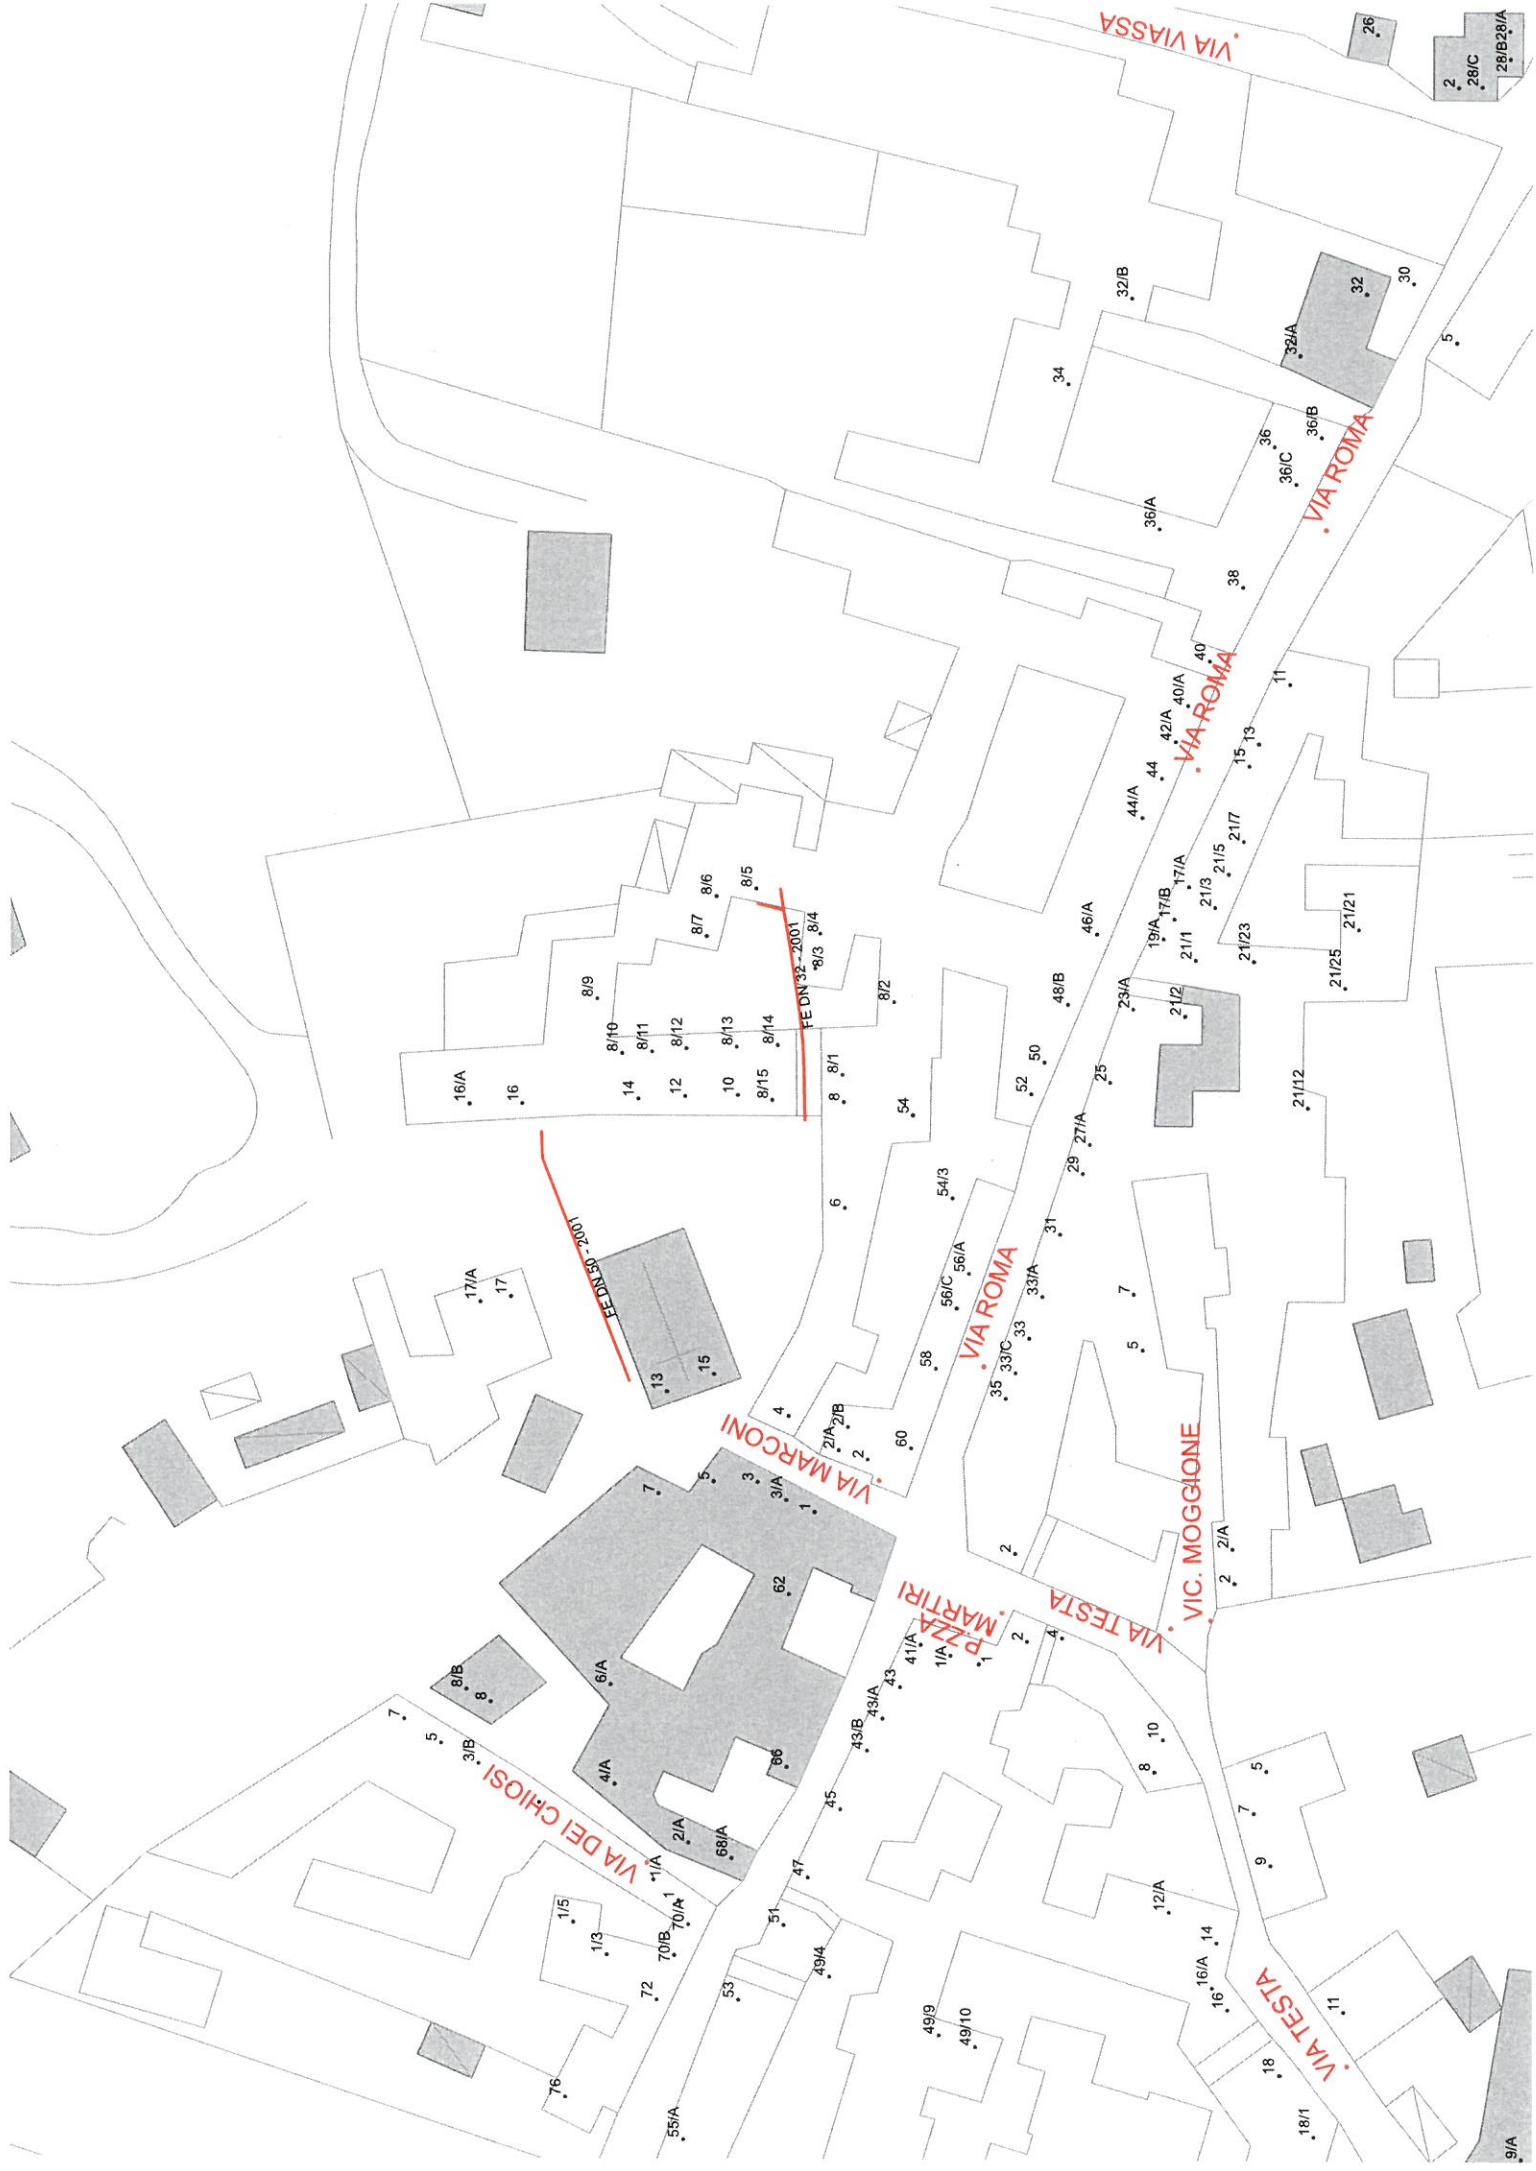 VIA VIASSA
26
2
28/C
28/B
28/A
32/B
32
30
32/A
5
34
36
36/B
36/C
VIA ROMA
36/A
38
40
VIA ROMA
40/A
42/A
44
44/A
11
13
15
21/7
21/5
17/A
21/3
17/B
19/A
21/1
21/23
21/21
21/25
46/A
48/B
23/A
21/2
50
52
25
21/12
27/A
29
31
8/6
8/5
8/7
8/4
8/3
FE DN 32 - 2001
8/2
8/9
8/10
8/11
8/12
8/13
8/14
8/1
16/A
16
14
12
10
8/15
8
54
6
54/3
FE DN 50 - 2001
17/A
17
13
15
56/A
56/C
58
VIA ROMA
33/A
33
33/C
35
7
5
4
2/B
2/A
2
60
VIA MARCONI
7
5
3
3/A
1
62
VIC. MOGGIONE
2/A
2
2
P.ZZA
MARTIRI
VIA TESTA
41/A
1/A
1
2
4
43
43/A
43/B
45
47
8/B
8
6/A
7
5
3/B
4/A
66
VIA DEI CHIOSI
2/A
68/A
1/A
1
70/A
70/B
1/5
1/3
72
76
51
53
49/4
55/A
49/9
49/10
10
8
5
7
9
12/A
14
16/A
16
VIA TESTA
11
18
18/1
9/A